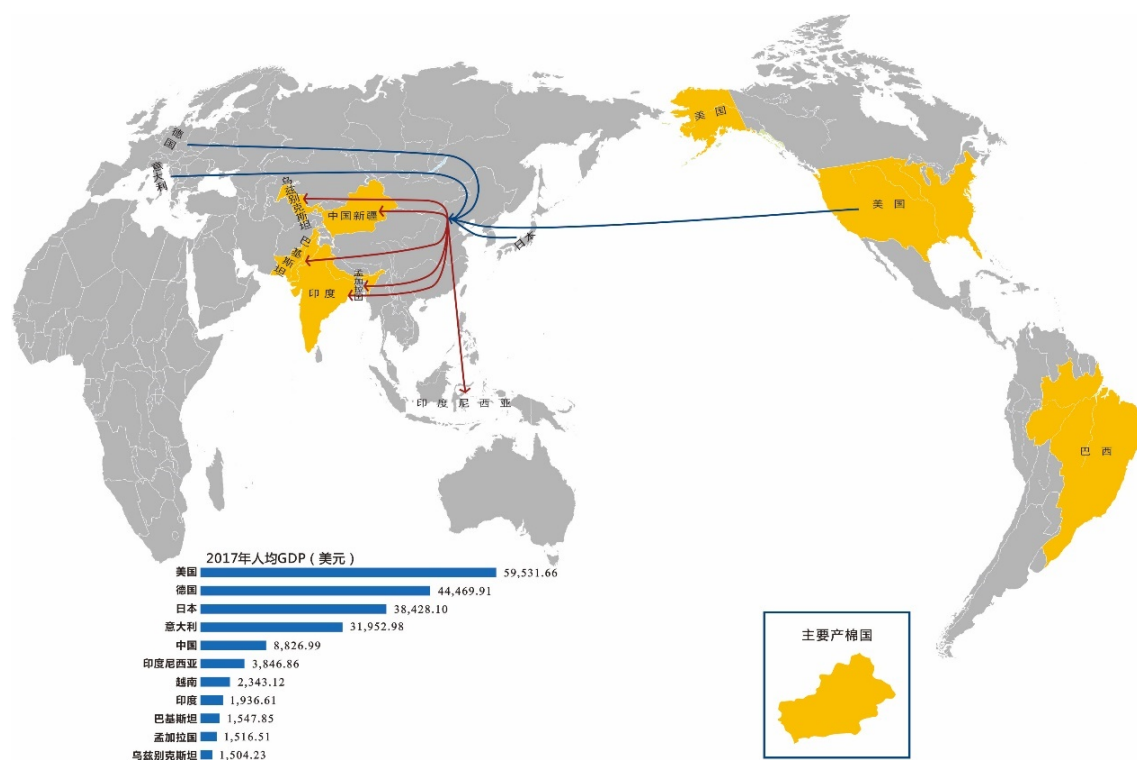 美国
德国
意大利
乌兹别克斯坦
中国新疆
美国
日本
巴基斯坦
孟加拉国
印度
印度尼西亚
巴西
2017年人均GDP(美元)
美国 59,531.66
德国 44,469.91
日本 38,428.10
意大利 31,952.98
中国 8,826.99
印度尼西亚 3,846.86
越南 2,343.12
印度 1,936.61
巴基斯坦 1,547.85
孟加拉国 1,516.51
乌兹别克斯坦 1,504.23
主要产棉国